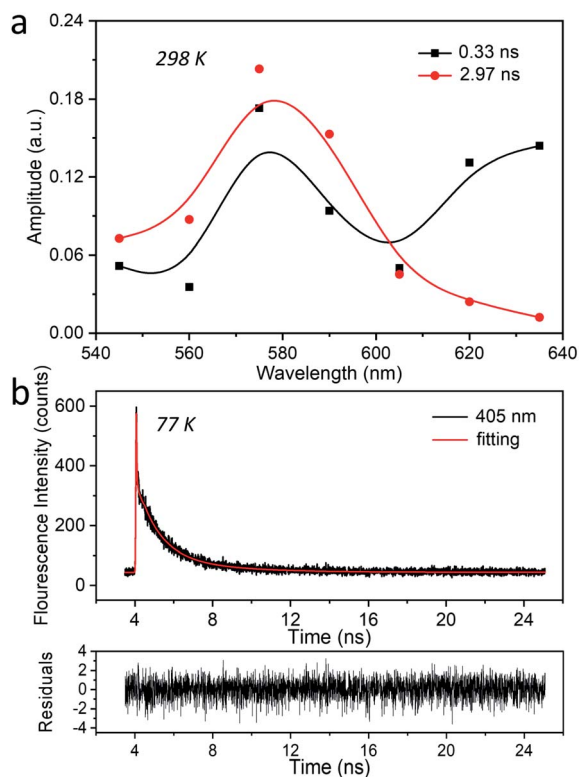 a
298 K
0.33 ns
2.97 ns
Amplitude (a.u.)
0.24
0.18
0.12
0.06
0.00
540 560 580 600 620 640
Wavelength (nm)
b
77 K
405 nm
fitting
Flourescence Intensity (counts)
600
400
200
0
4 8 12 16 20 24
Time (ns)
Residuals
4
2
0
-2
-4
4 8 12 16 20 24
Time (ns)